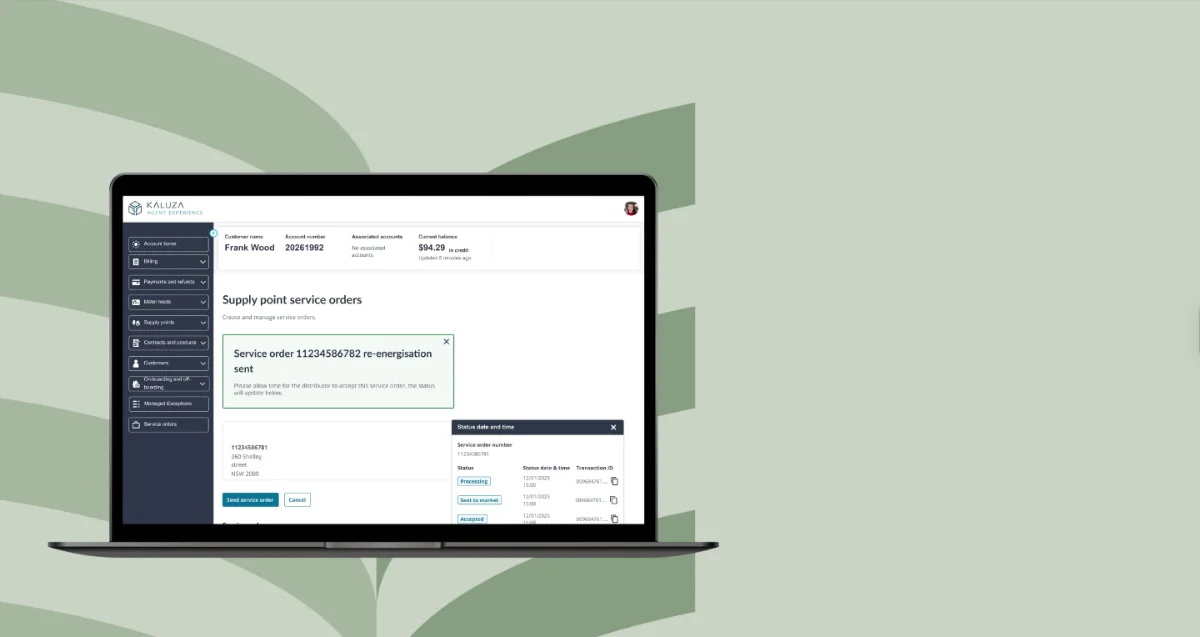 KALUZA
AGENT EXPERIENCE
Customer name
Frank Wood
Account number
20261992
Associated accounts
No associated
accounts
Current balance
$94.29 in credit
Updated 5 minutes ago
Account home
Billing
Payments and refunds
Meter reads
Supply points
Contracts and products
Customers
On-boarding and off-
boarding
Managed Exceptions
Service orders
Supply point service orders
Create and manage service orders.
Service order 11234586782 re-energisation
sent
Please allow time for the distributor to accept this service order, the status
will update below.
11234586781
260 Shelley
street
NSW 2000
Send service order
Cancel
Status date and time
Service order number
11234586781
Status
Status date & time
Transaction ID
Processing
12/01/2025
Sent to market
12/01/2025
Accepted
12/01/2025